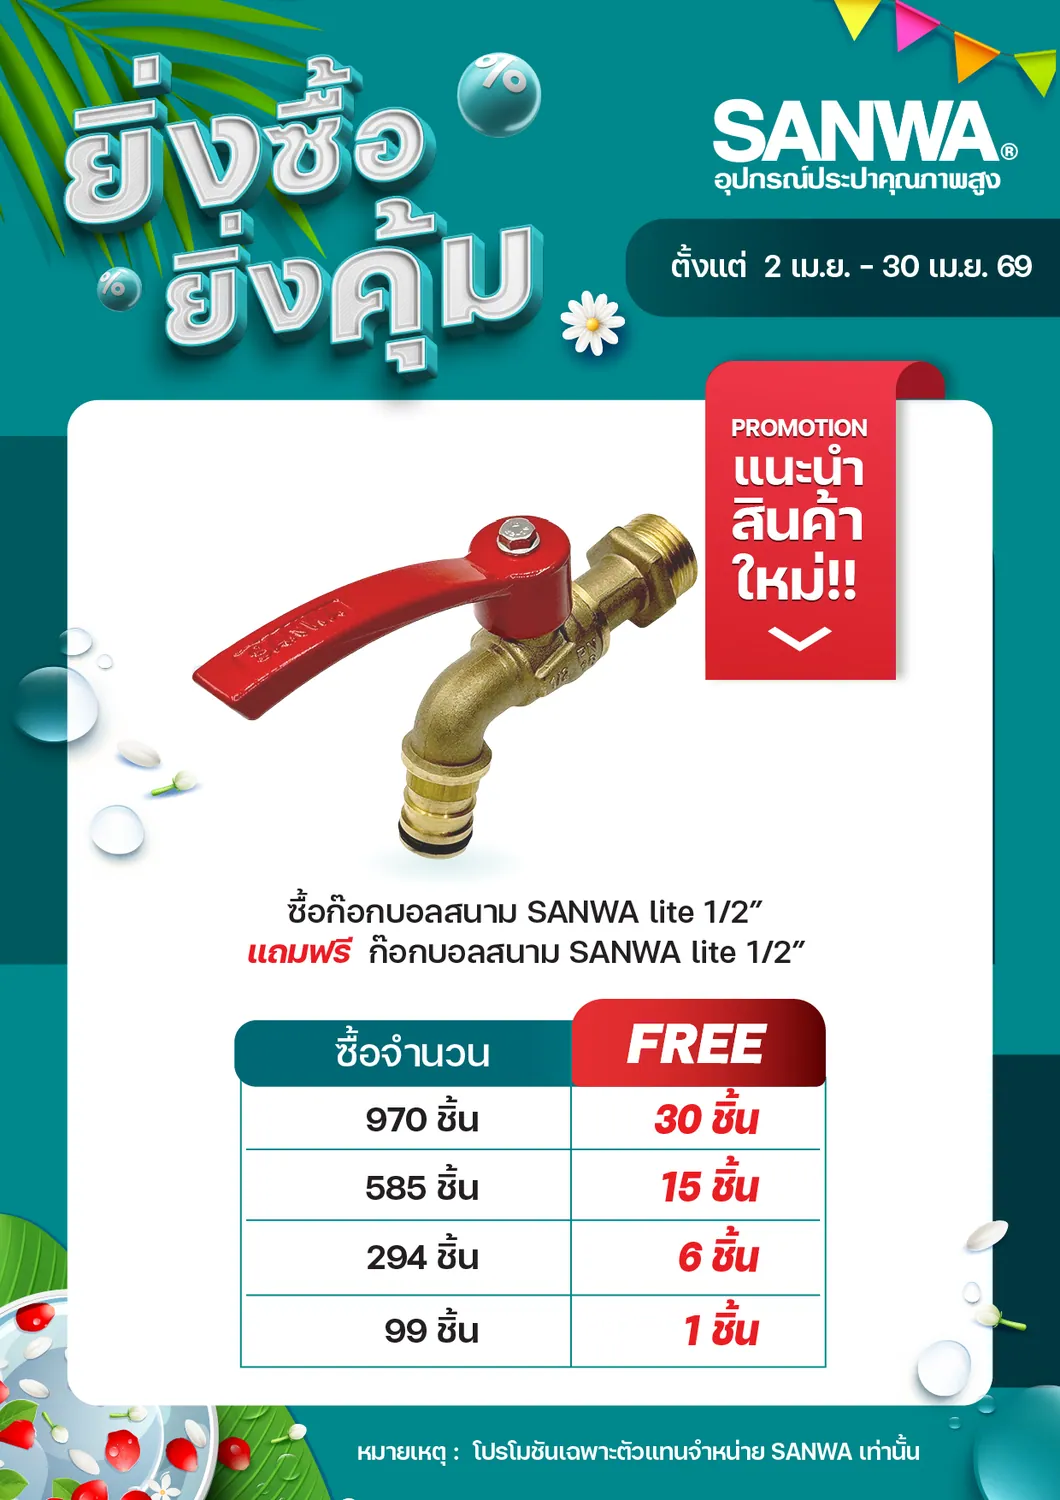 ยิ่งซื้อ
ยิ่งคุ้ม
%
%
SANWA®
อุปกรณ์ประปาคุณภาพสูง
ตั้งแต่ 2 เม.ย. - 30 เม.ย. 69
PROMOTION
แนะนำ
สินค้า
ใหม่!!
SANWA
PN
1/2
ซื้อก๊อกบอลสนาม SANWA lite 1/2”
แถมฟรี ก๊อกบอลสนาม SANWA lite 1/2”
ซื้อจำนวน FREE
970 ชิ้น 30 ชิ้น
585 ชิ้น 15 ชิ้น
294 ชิ้น 6 ชิ้น
99 ชิ้น 1 ชิ้น
หมายเหตุ : โปรโมชันเฉพาะตัวแทนจำหน่าย SANWA เท่านั้น